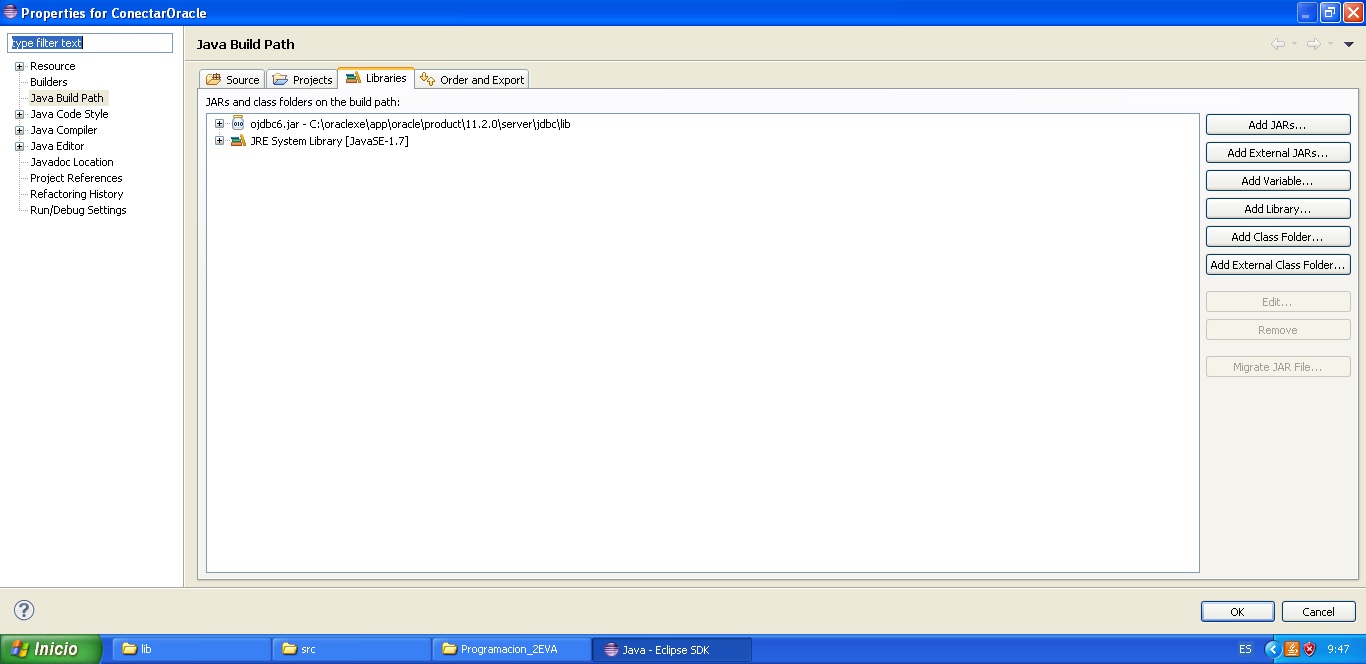 Properties for ConectarOracle
type filter text
Resource
Builders
Java Build Path
Java Code Style
Java Compiler
Java Editor
Javadoc Location
Project References
Refactoring History
Run/Debug Settings
Java Build Path
Source Projects Libraries Order and Export
JARs and class folders on the build path:
ojdbc6.jar - C:\oraclexe\app\oracle\product\11.2.0\server\jdbc\lib
JRE System Library [JavaSE-1.7]
Add JARs...
Add External JARs...
Add Variable...
Add Library...
Add Class Folder...
Add External Class Folder...
Edit...
Remove
Migrate JAR File...
OK Cancel
Inicio lib src Programacion_2EVA Java - Eclipse SDK ES 9:47